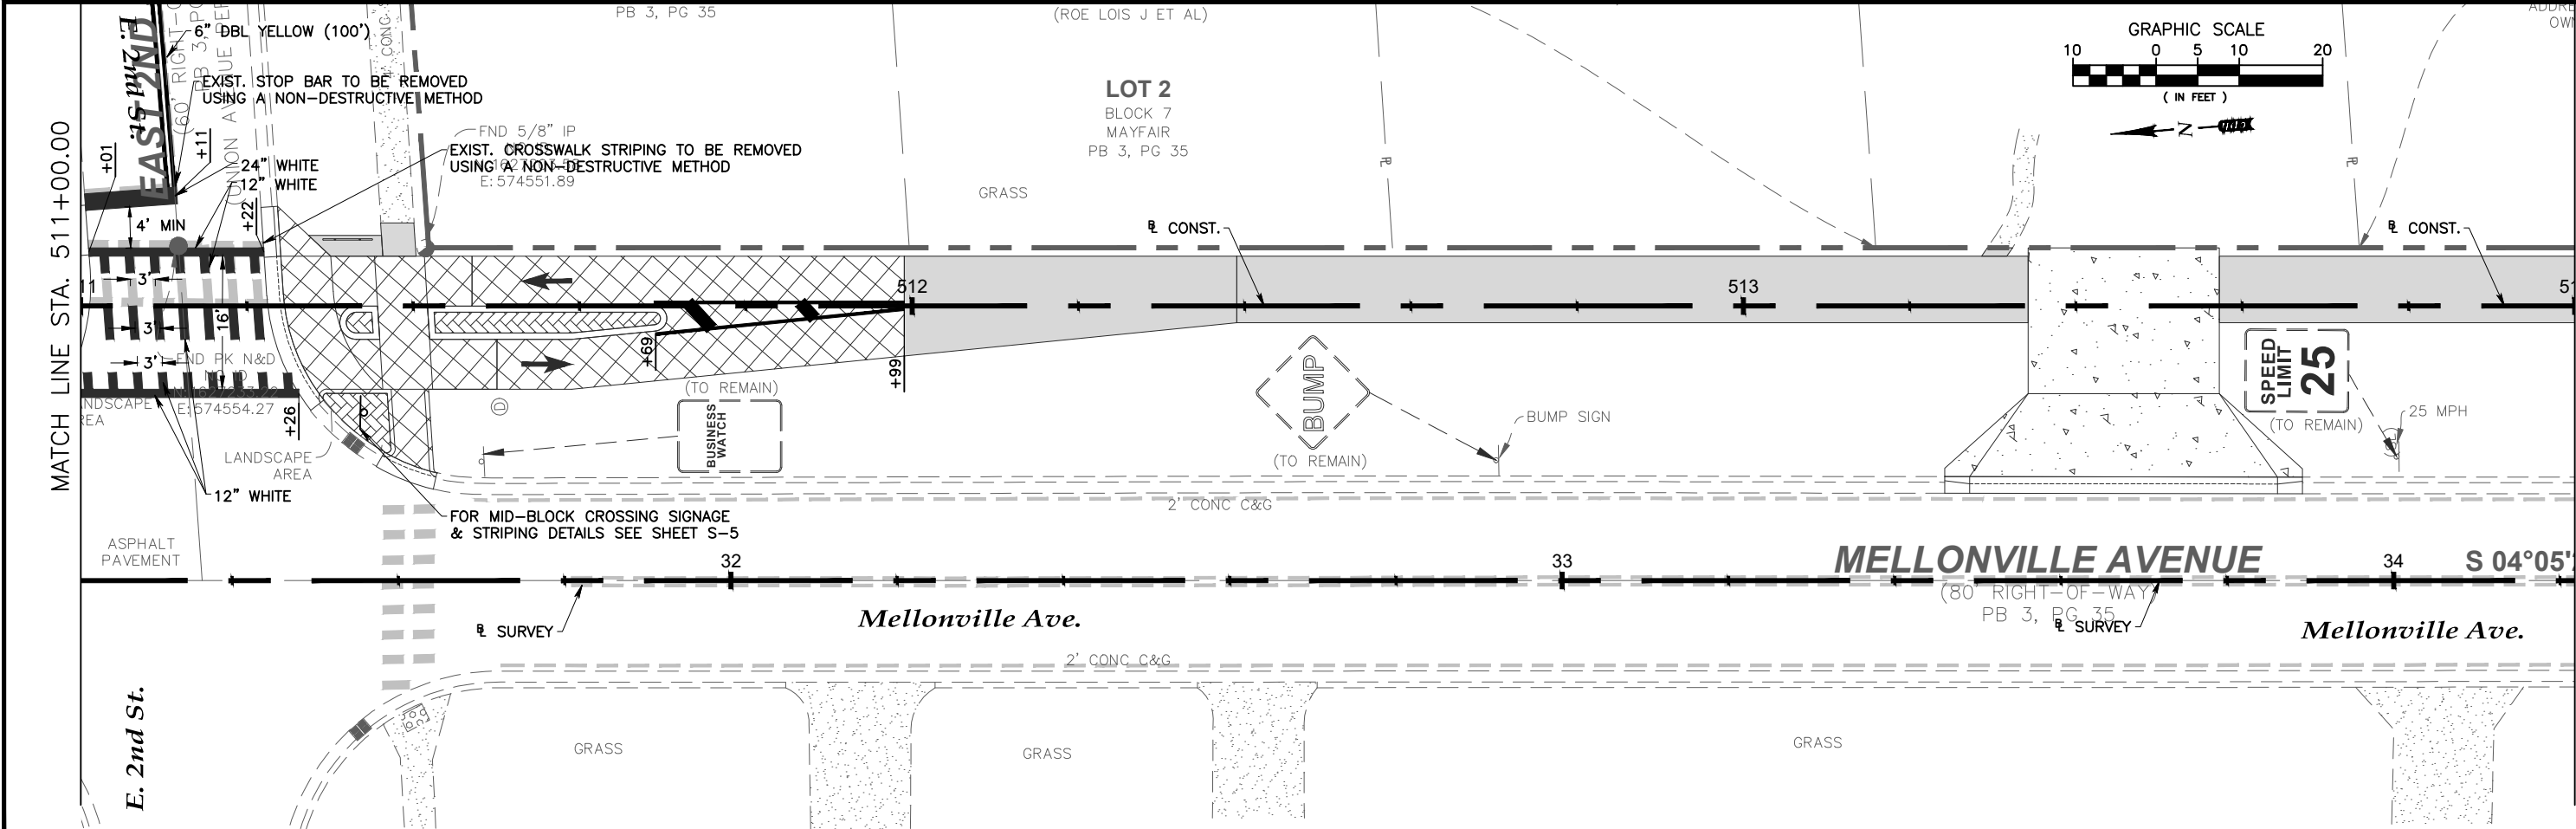 PB 3, PG 35
(ROE LOIS J ET AL)
GRAPHIC SCALE
10 0 5 10 20
( IN FEET )
N
6" DBL YELLOW (100')
EXIST. STOP BAR TO BE REMOVED
USING A NON-DESTRUCTIVE METHOD
E. 2nd St.
EAST 2ND
+01
+11
24" WHITE
12" WHITE
+22
4' MIN
FND 5/8" IP
EXIST. CROSSWALK STRIPING TO BE REMOVED
USING A NON-DESTRUCTIVE METHOD
E: 574551.89
LOT 2
BLOCK 7
MAYFAIR
PB 3, PG 35
GRASS
MATCH LINE STA. 511+00.00
3'
3'
3'
16'
FND PK N&D
E: 574554.27
+26
LANDSCAPE
AREA
12" WHITE
FOR MID-BLOCK CROSSING SIGNAGE
& STRIPING DETAILS SEE SHEET S-5
+69
+99
(TO REMAIN)
BUSINESS
WATCH
D
512
℄ CONST.
513
℄ CONST.
BUMP
(TO REMAIN)
BUMP SIGN
SPEED
LIMIT
25
(TO REMAIN)
25 MPH
2' CONC C&G
ASPHALT
PAVEMENT
32
33
34
MELLONVILLE AVENUE
S 04°05'
(80' RIGHT-OF-WAY)
PB 3, PG 35
℄ SURVEY
Mellonville Ave.
℄ SURVEY
Mellonville Ave.
2' CONC C&G
E. 2nd St.
GRASS
GRASS
GRASS